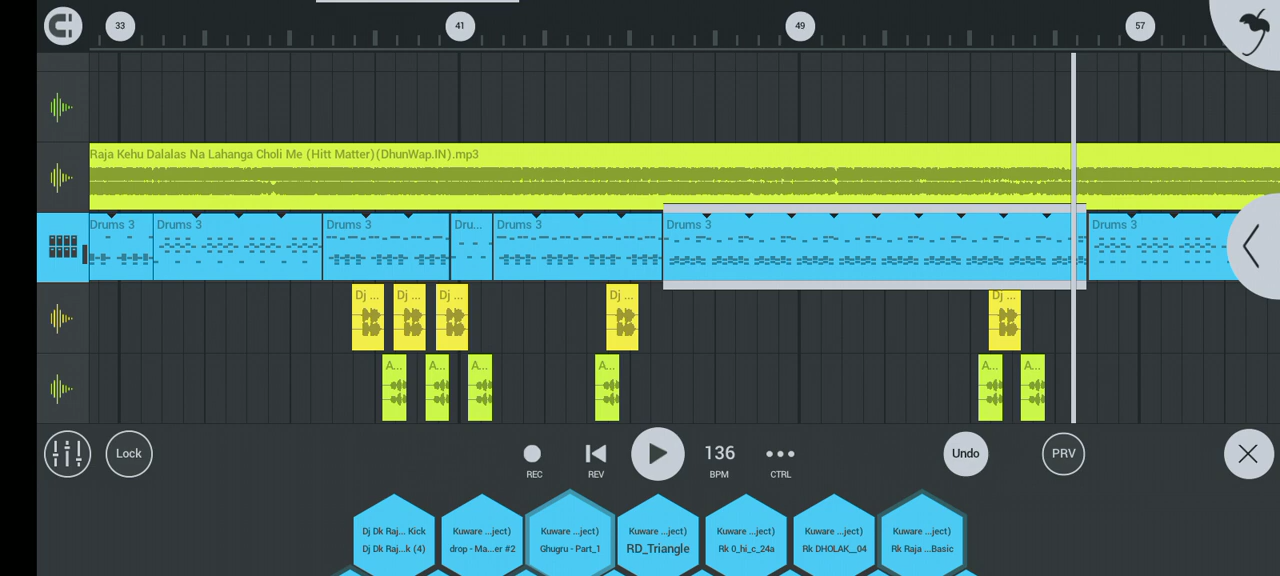 33 41 49 57
Raja Kehu Dalalas Na Lahanga Choli Me (Hitt Matter)(DhunWap.IN).mp3
Drums 3 Drums 3 Drums 3 Dru... Drums 3 Drums 3 Drums 3
Dj ... Dj ... Dj ... Dj ... Dj ...
A... A... A... A... A... A...
Lock REC REV 136 BPM CTRL Undo PRV
Dj Dk Raj... Kick Kuware ...ject) Kuware ...ject) Kuware ...ject) Kuware ...ject) Kuware ...ject) Kuware ...ject)
Dj Dk Raj...k (4) drop - Ma...er #2 Ghugru - Part_1 RD_Triangle Rk 0_hi_c_24a Rk DHOLAK__04 Rk Raja ...Basic